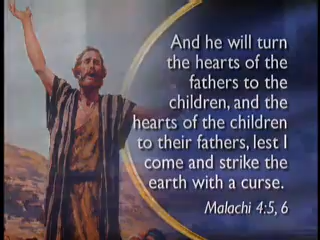 And he will turn
the hearts of the
fathers to the
children, and the
hearts of the children
to their fathers, lest I
come and strike the
earth with a curse.
Malachi 4:5, 6